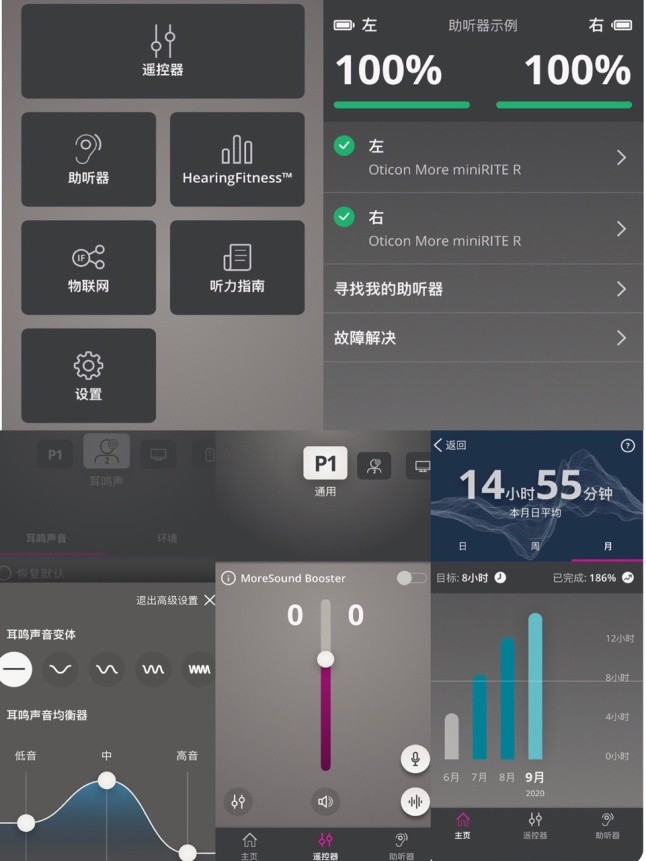 遥控器
助听器
HearingFitness™
IF
物联网
听力指南
设置
左
助听器示例
右
100%
100%
左
Oticon More miniRITE R
右
Oticon More miniRITE R
寻找我的助听器
故障解决
P1
2
耳鸣声
耳鸣声音
环境
恢复默认
退出高级设置
耳鸣声音变体
耳鸣声音均衡器
低音
中
高音
P1
通用
MoreSound Booster
0
0
主页
遥控器
助听器
返回
14小时55分钟
本月日平均
日
周
月
目标: 8小时
已完成: 186%
12小时
8小时
4小时
0小时
6月
7月
8月
9月
2020
主页
遥控器
助听器